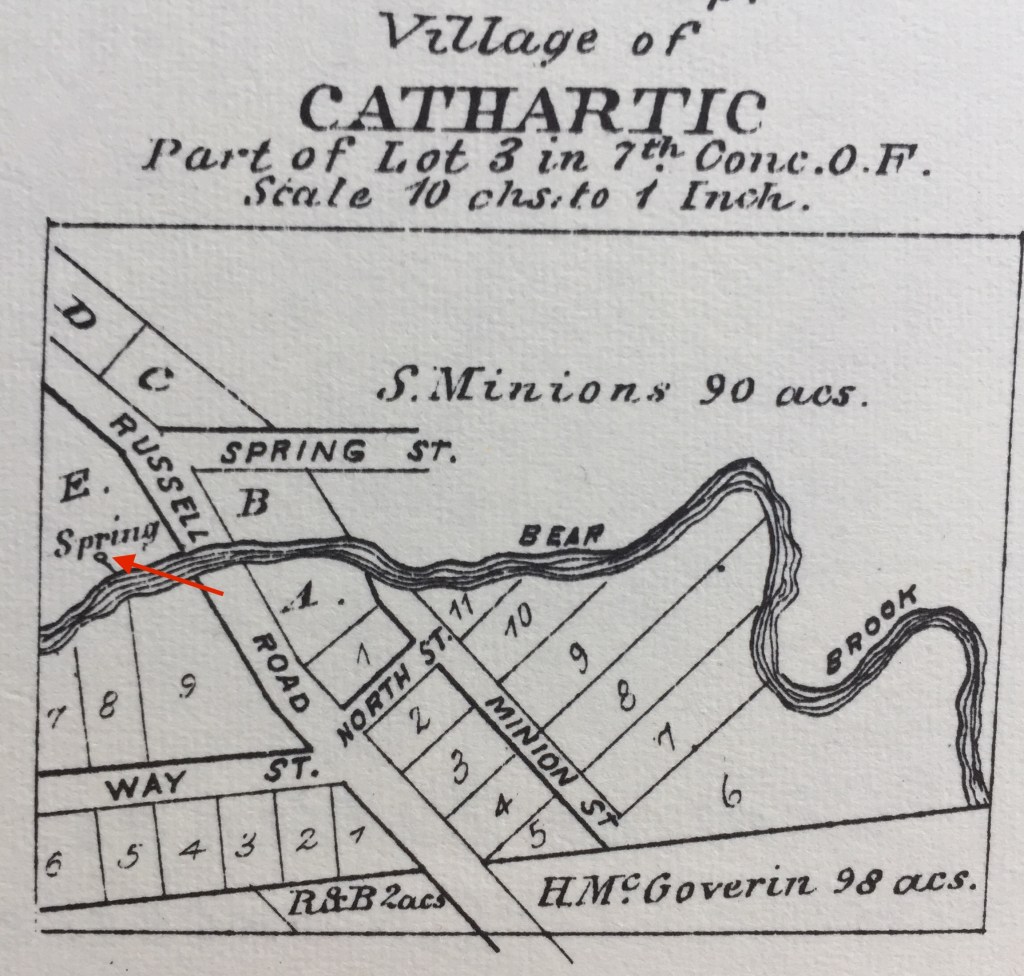 Village of
CATHARTIC
Part of Lot 3 in 7th Conc. O.F.
Scale 10 chs. to 1 Inch.
D
C
S. Minions 90 acs.
RUSSELL
SPRING ST.
E.
B
Spring
BEAR
A.
11
10
BROOK
1
NORTH ST.
9
ROAD
7
8
9
8
2
MINION ST
7
3
6
WAY ST.
4
5
6
5
4
3
2
1
R&B 2acs
H. Mc. Goverin 98 acs.